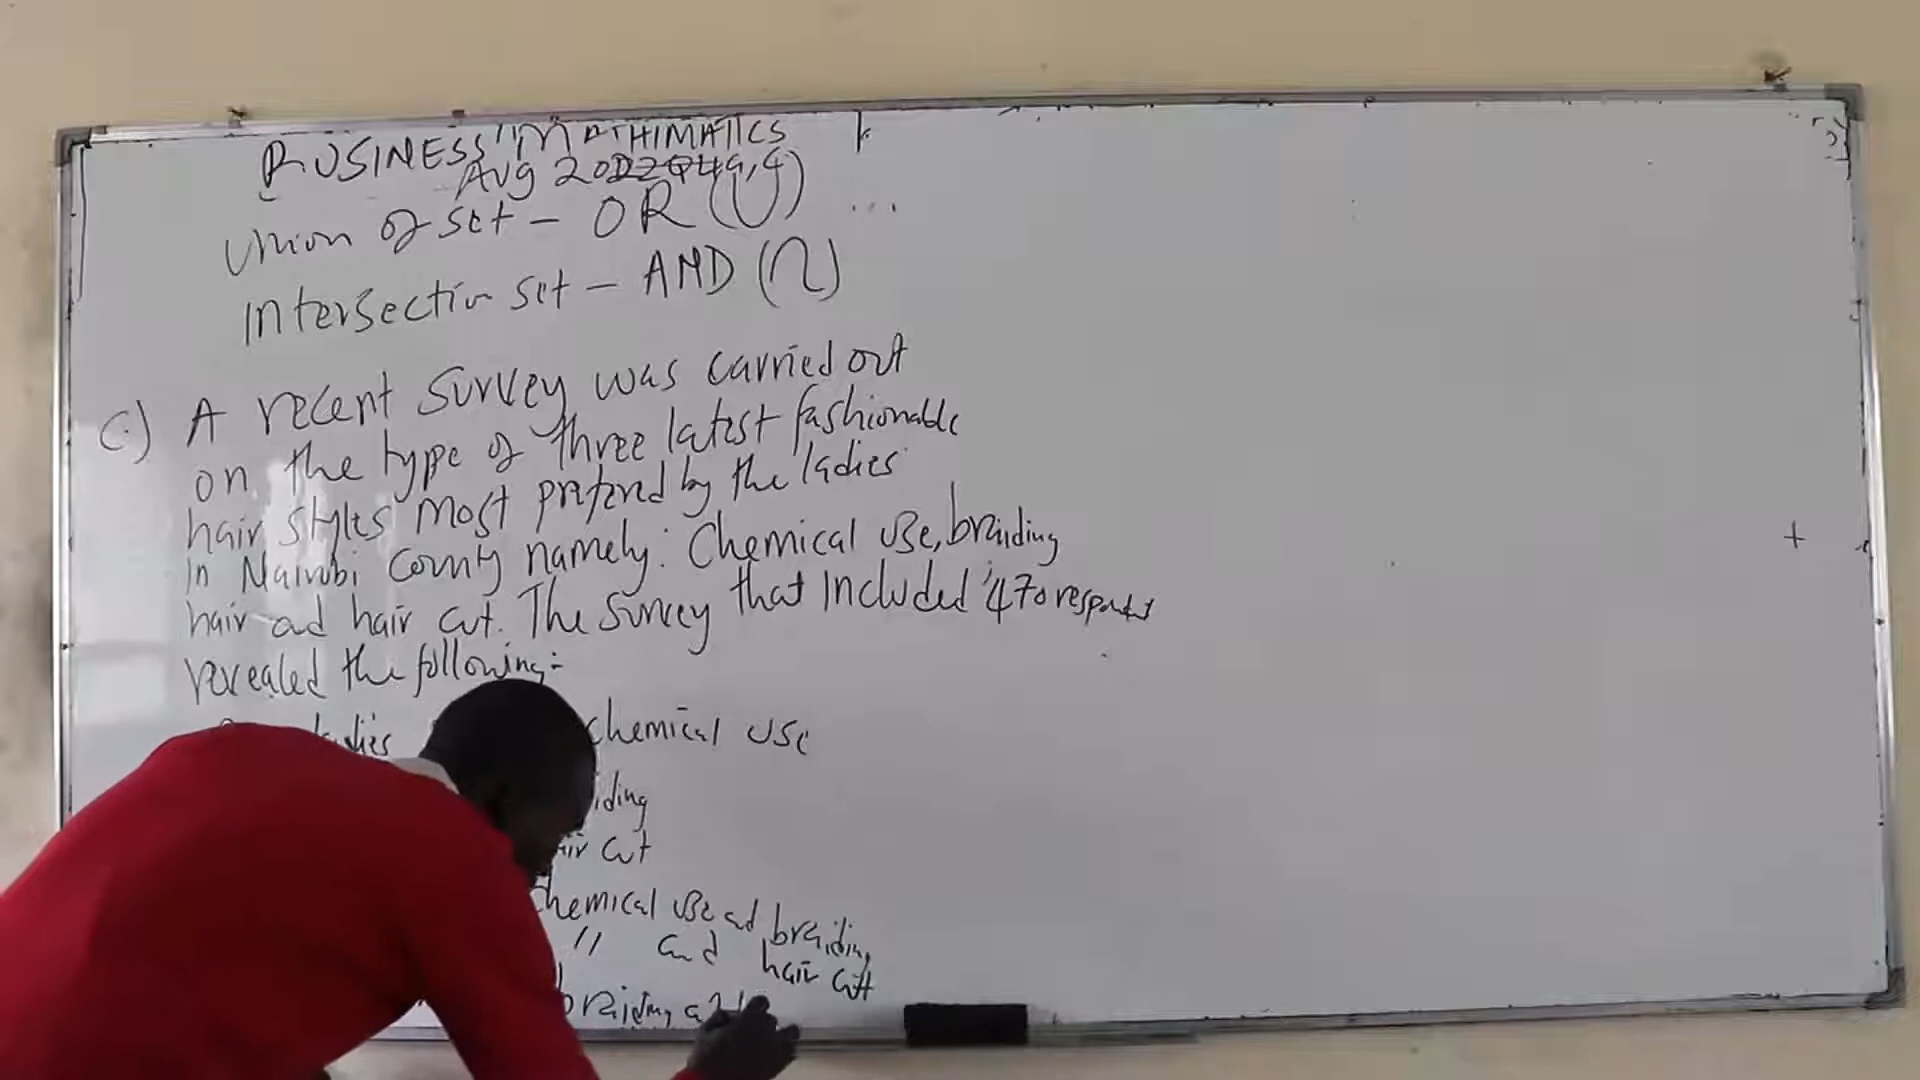 BUSINESS MATHIMATICS
Aug 2022 Q4
Union of set - OR (U) ...
Intersection set - AND (∩)
c.) A recent survey was carried out
on the type of three latest fashionable
hair styles most prefered by the ladies
in Nairobi County namely: Chemical use, braiding
hair and hair cut. The survey that included 470
revealed the following:-
chemical use
cut
Chemical use ad braiding
" and hair cut
braiding